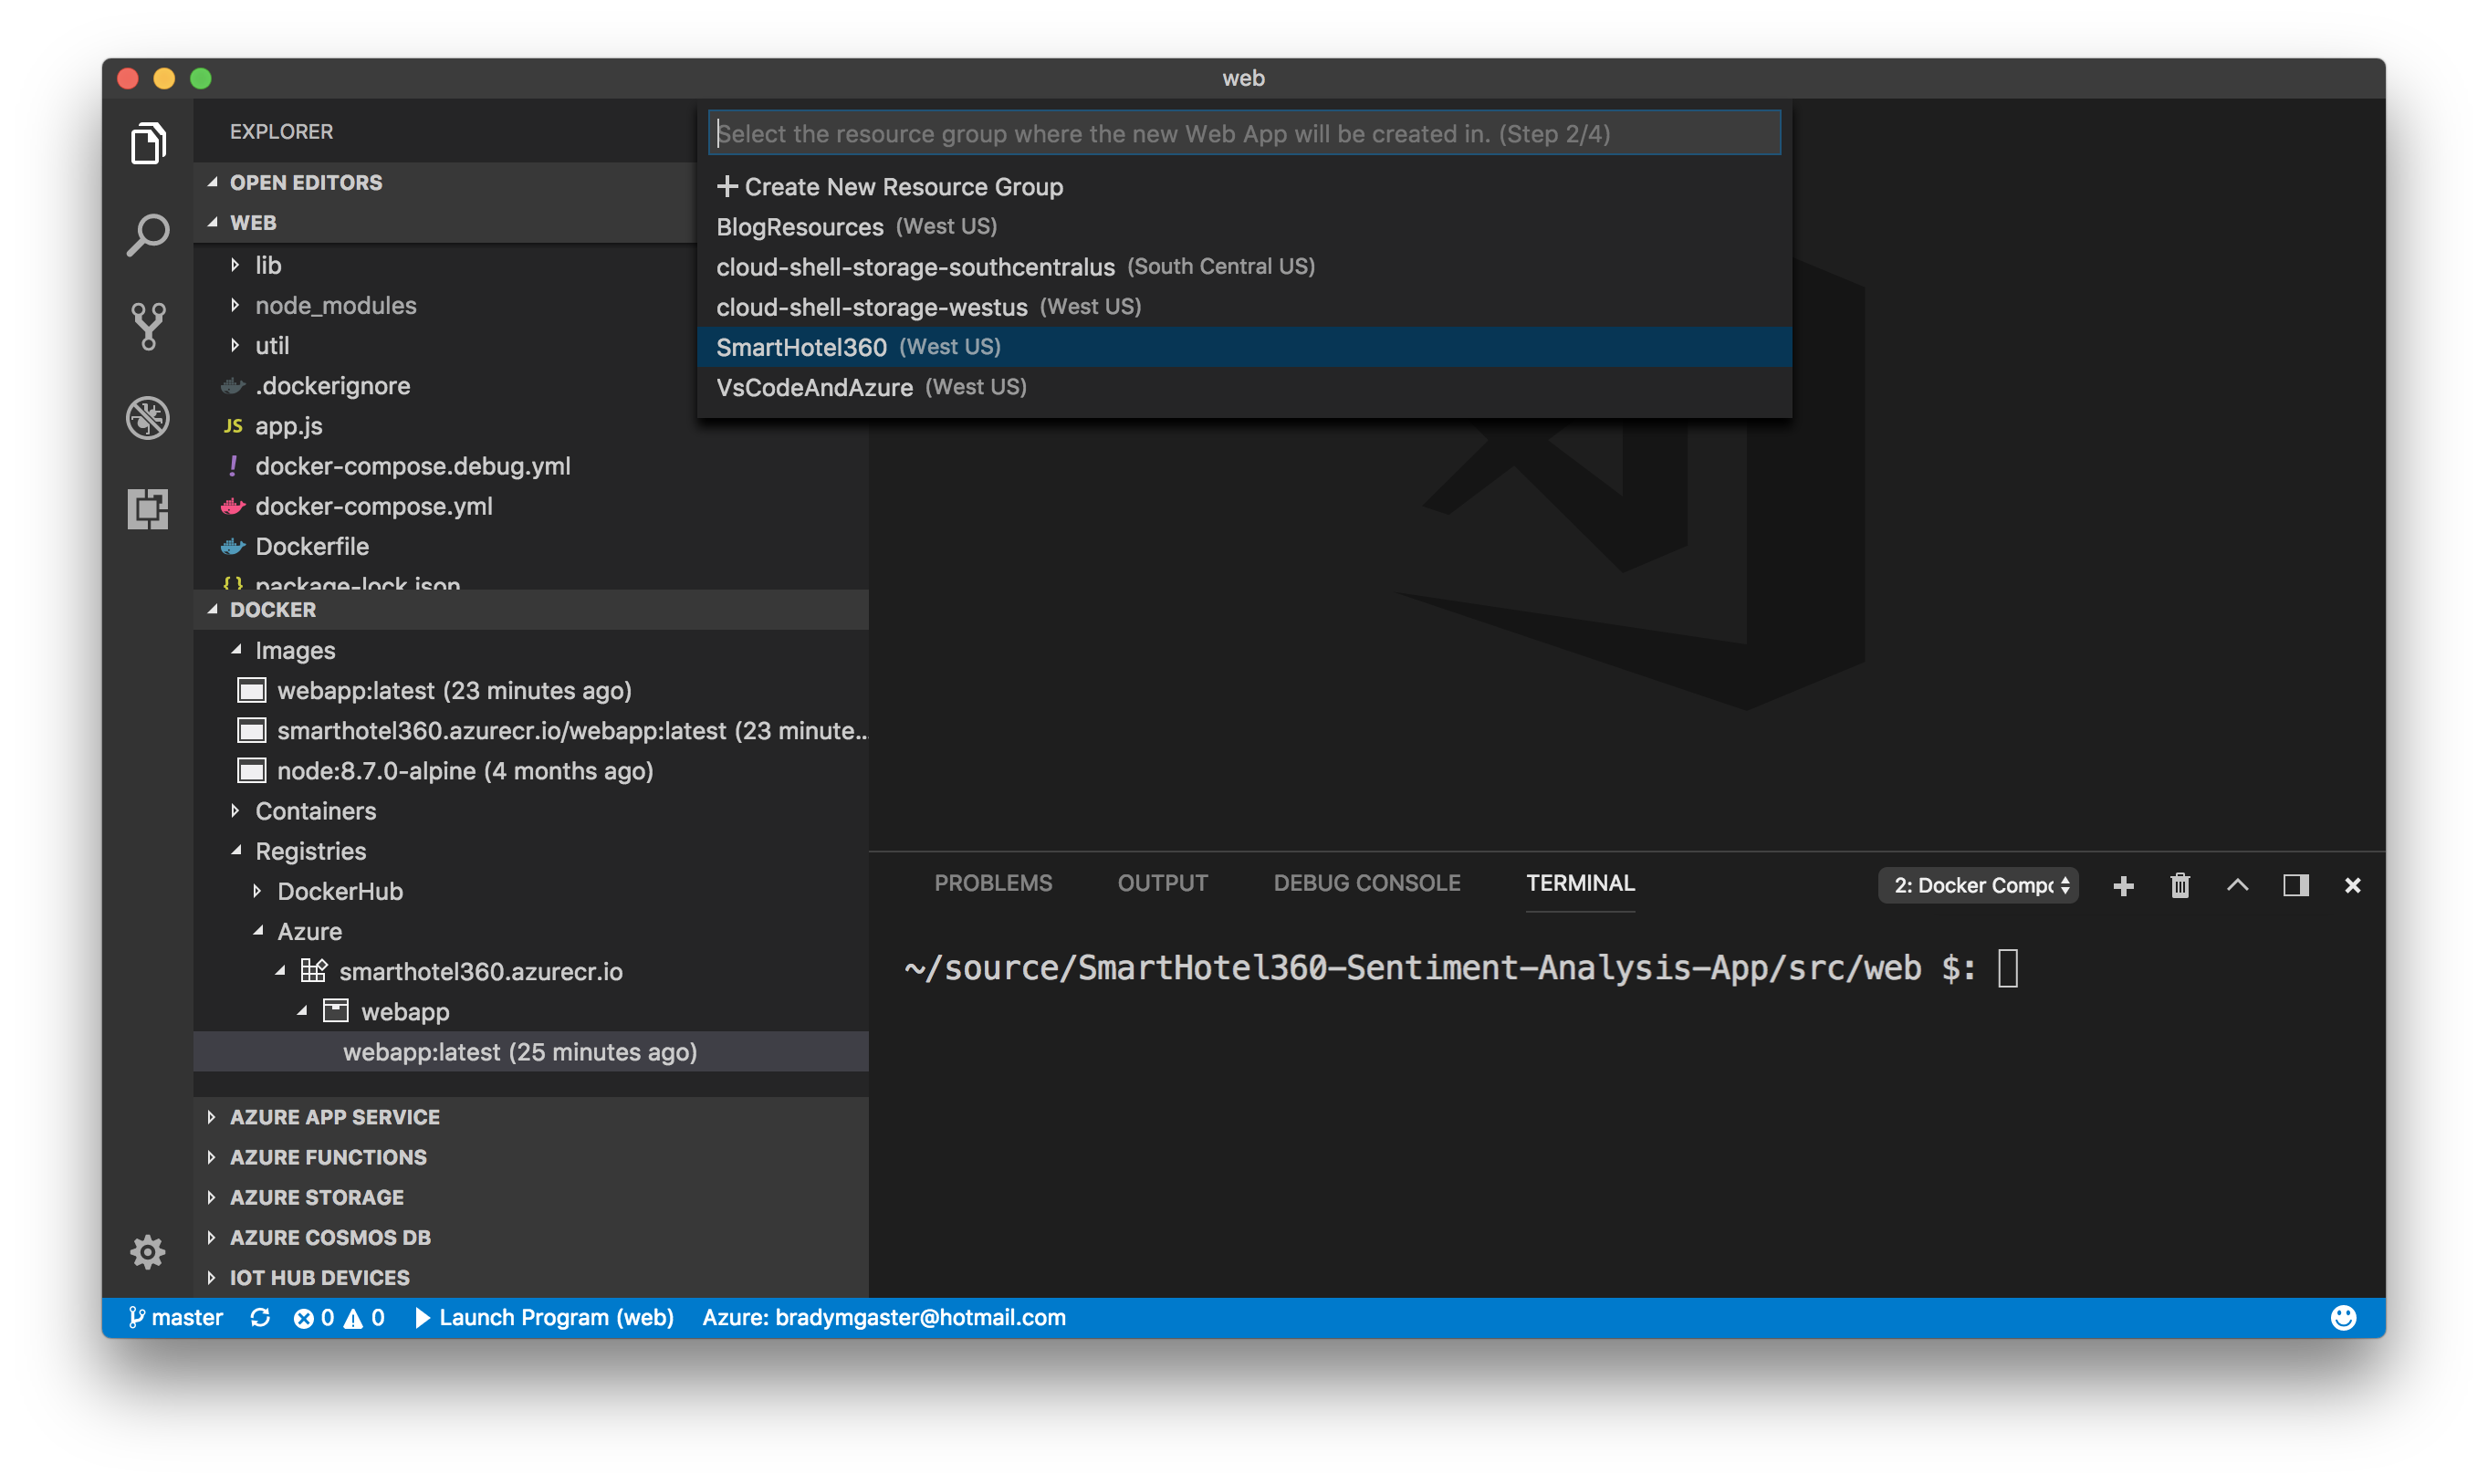 web
EXPLORER
OPEN EDITORS
WEB
lib
node_modules
util
.dockerignore
JS app.js
! docker-compose.debug.yml
docker-compose.yml
Dockerfile
{} package-lock.json
DOCKER
Images
webapp:latest (23 minutes ago)
smarthotel360.azurecr.io/webapp:latest (23 minute...
node:8.7.0-alpine (4 months ago)
Containers
Registries
DockerHub
Azure
smarthotel360.azurecr.io
webapp
webapp:latest (25 minutes ago)
AZURE APP SERVICE
AZURE FUNCTIONS
AZURE STORAGE
AZURE COSMOS DB
IOT HUB DEVICES
Select the resource group where the new Web App will be created in. (Step 2/4)
+ Create New Resource Group
BlogResources (West US)
cloud-shell-storage-southcentralus (South Central US)
cloud-shell-storage-westus (West US)
SmartHotel360 (West US)
VsCodeAndAzure (West US)
PROBLEMS OUTPUT DEBUG CONSOLE TERMINAL 2: Docker Compo
~/source/SmartHotel360-Sentiment-Analysis-App/src/web $:
master 0 0 Launch Program (web) Azure: bradymgaster@hotmail.com